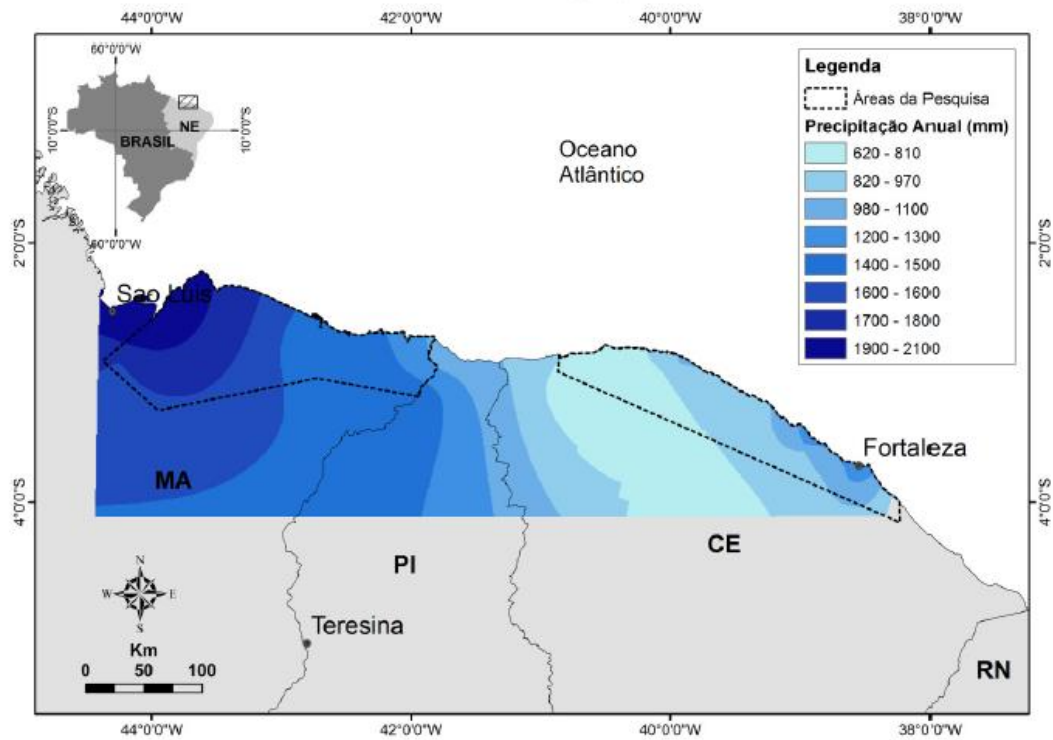 44°0'0"W 42°0'0"W 40°0'0"W 38°0'0"W
60°0'0"W
10°0'0"S
10°0'0"S
NE
BRASIL
60°0'0"W
Legenda
Áreas da Pesquisa
Precipitação Anual (mm)
620 - 810
820 - 970
980 - 1100
1200 - 1300
1400 - 1500
1600 - 1600
1700 - 1800
1900 - 2100
Oceano
Atlântico
2°0'0"S
2°0'0"S
Sao Luis
Fortaleza
MA
4°0'0"S
4°0'0"S
CE
PI
N
W E
S
Teresina
Km
0 50 100
RN
44°0'0"W 42°0'0"W 40°0'0"W 38°0'0"W